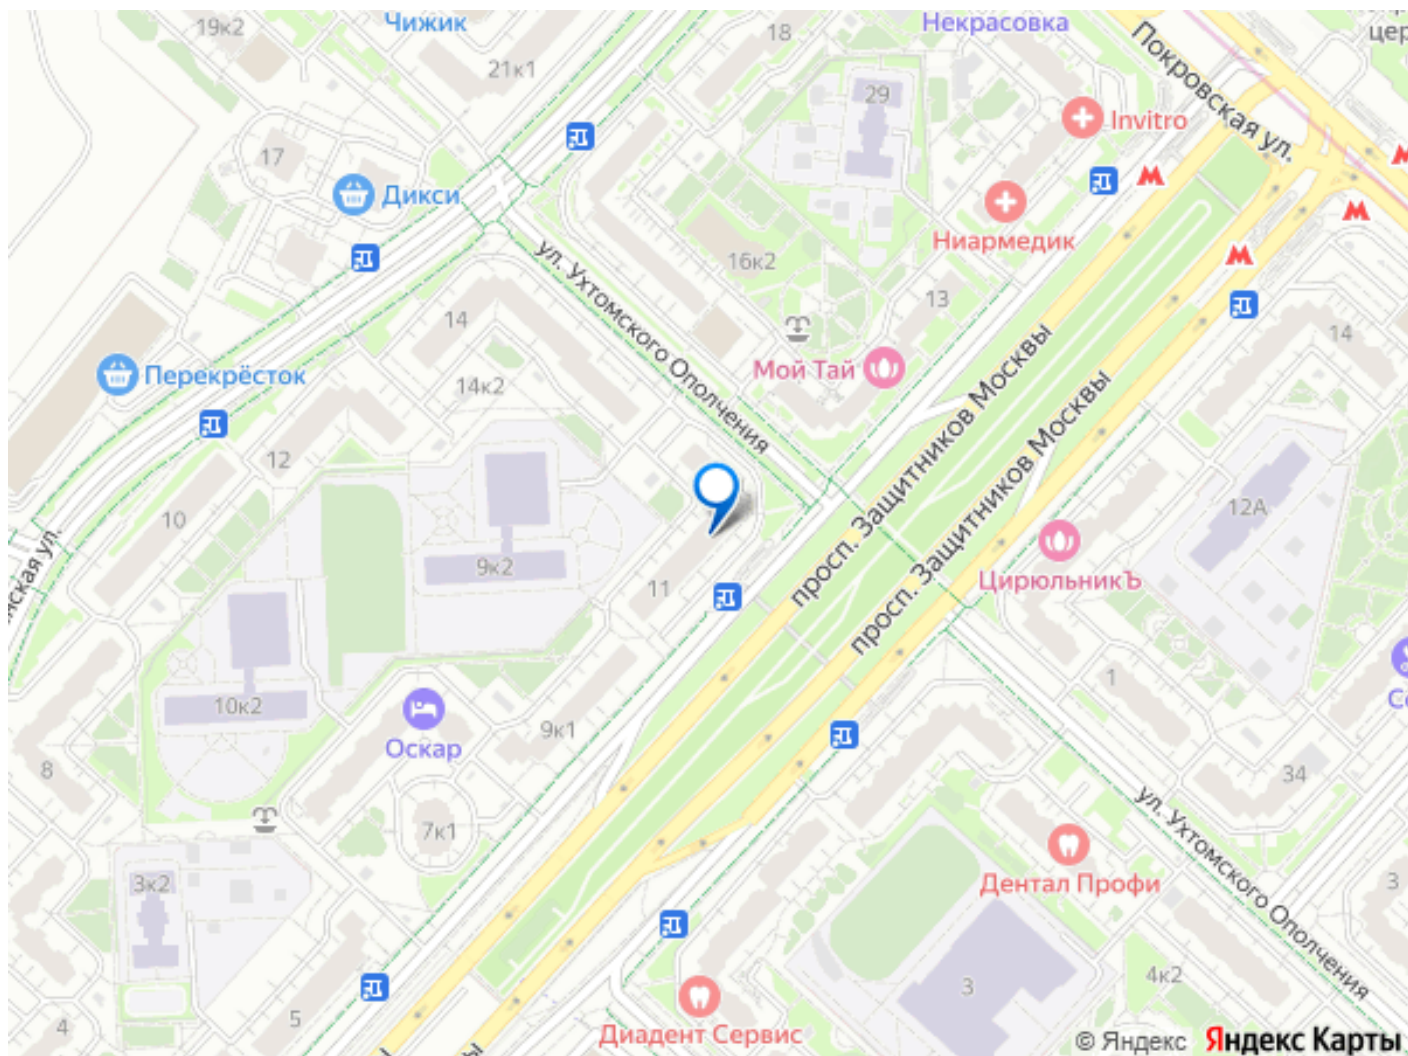 19к2
Чижик
18
Некрасовка
21к1
29
Покровская ул.
Invitro
17
Дикси
Ниармедик
ул. Ухтомского Ополчения
16к2
13
14
14
Мой Тай
Перекрёсток
14к2
просп. Защитников Москвы
просп. Защитников Москвы
12
10
12А
9к2
11
ЦирюльникЪ
10к2
1
Оскар
9к1
8
34
7к1
ул. Ухтомского Ополчения
3к2
Дентал Профи
3
4к2
3
5
4
Диадент Сервис
© Яндекс Яндекс Карты